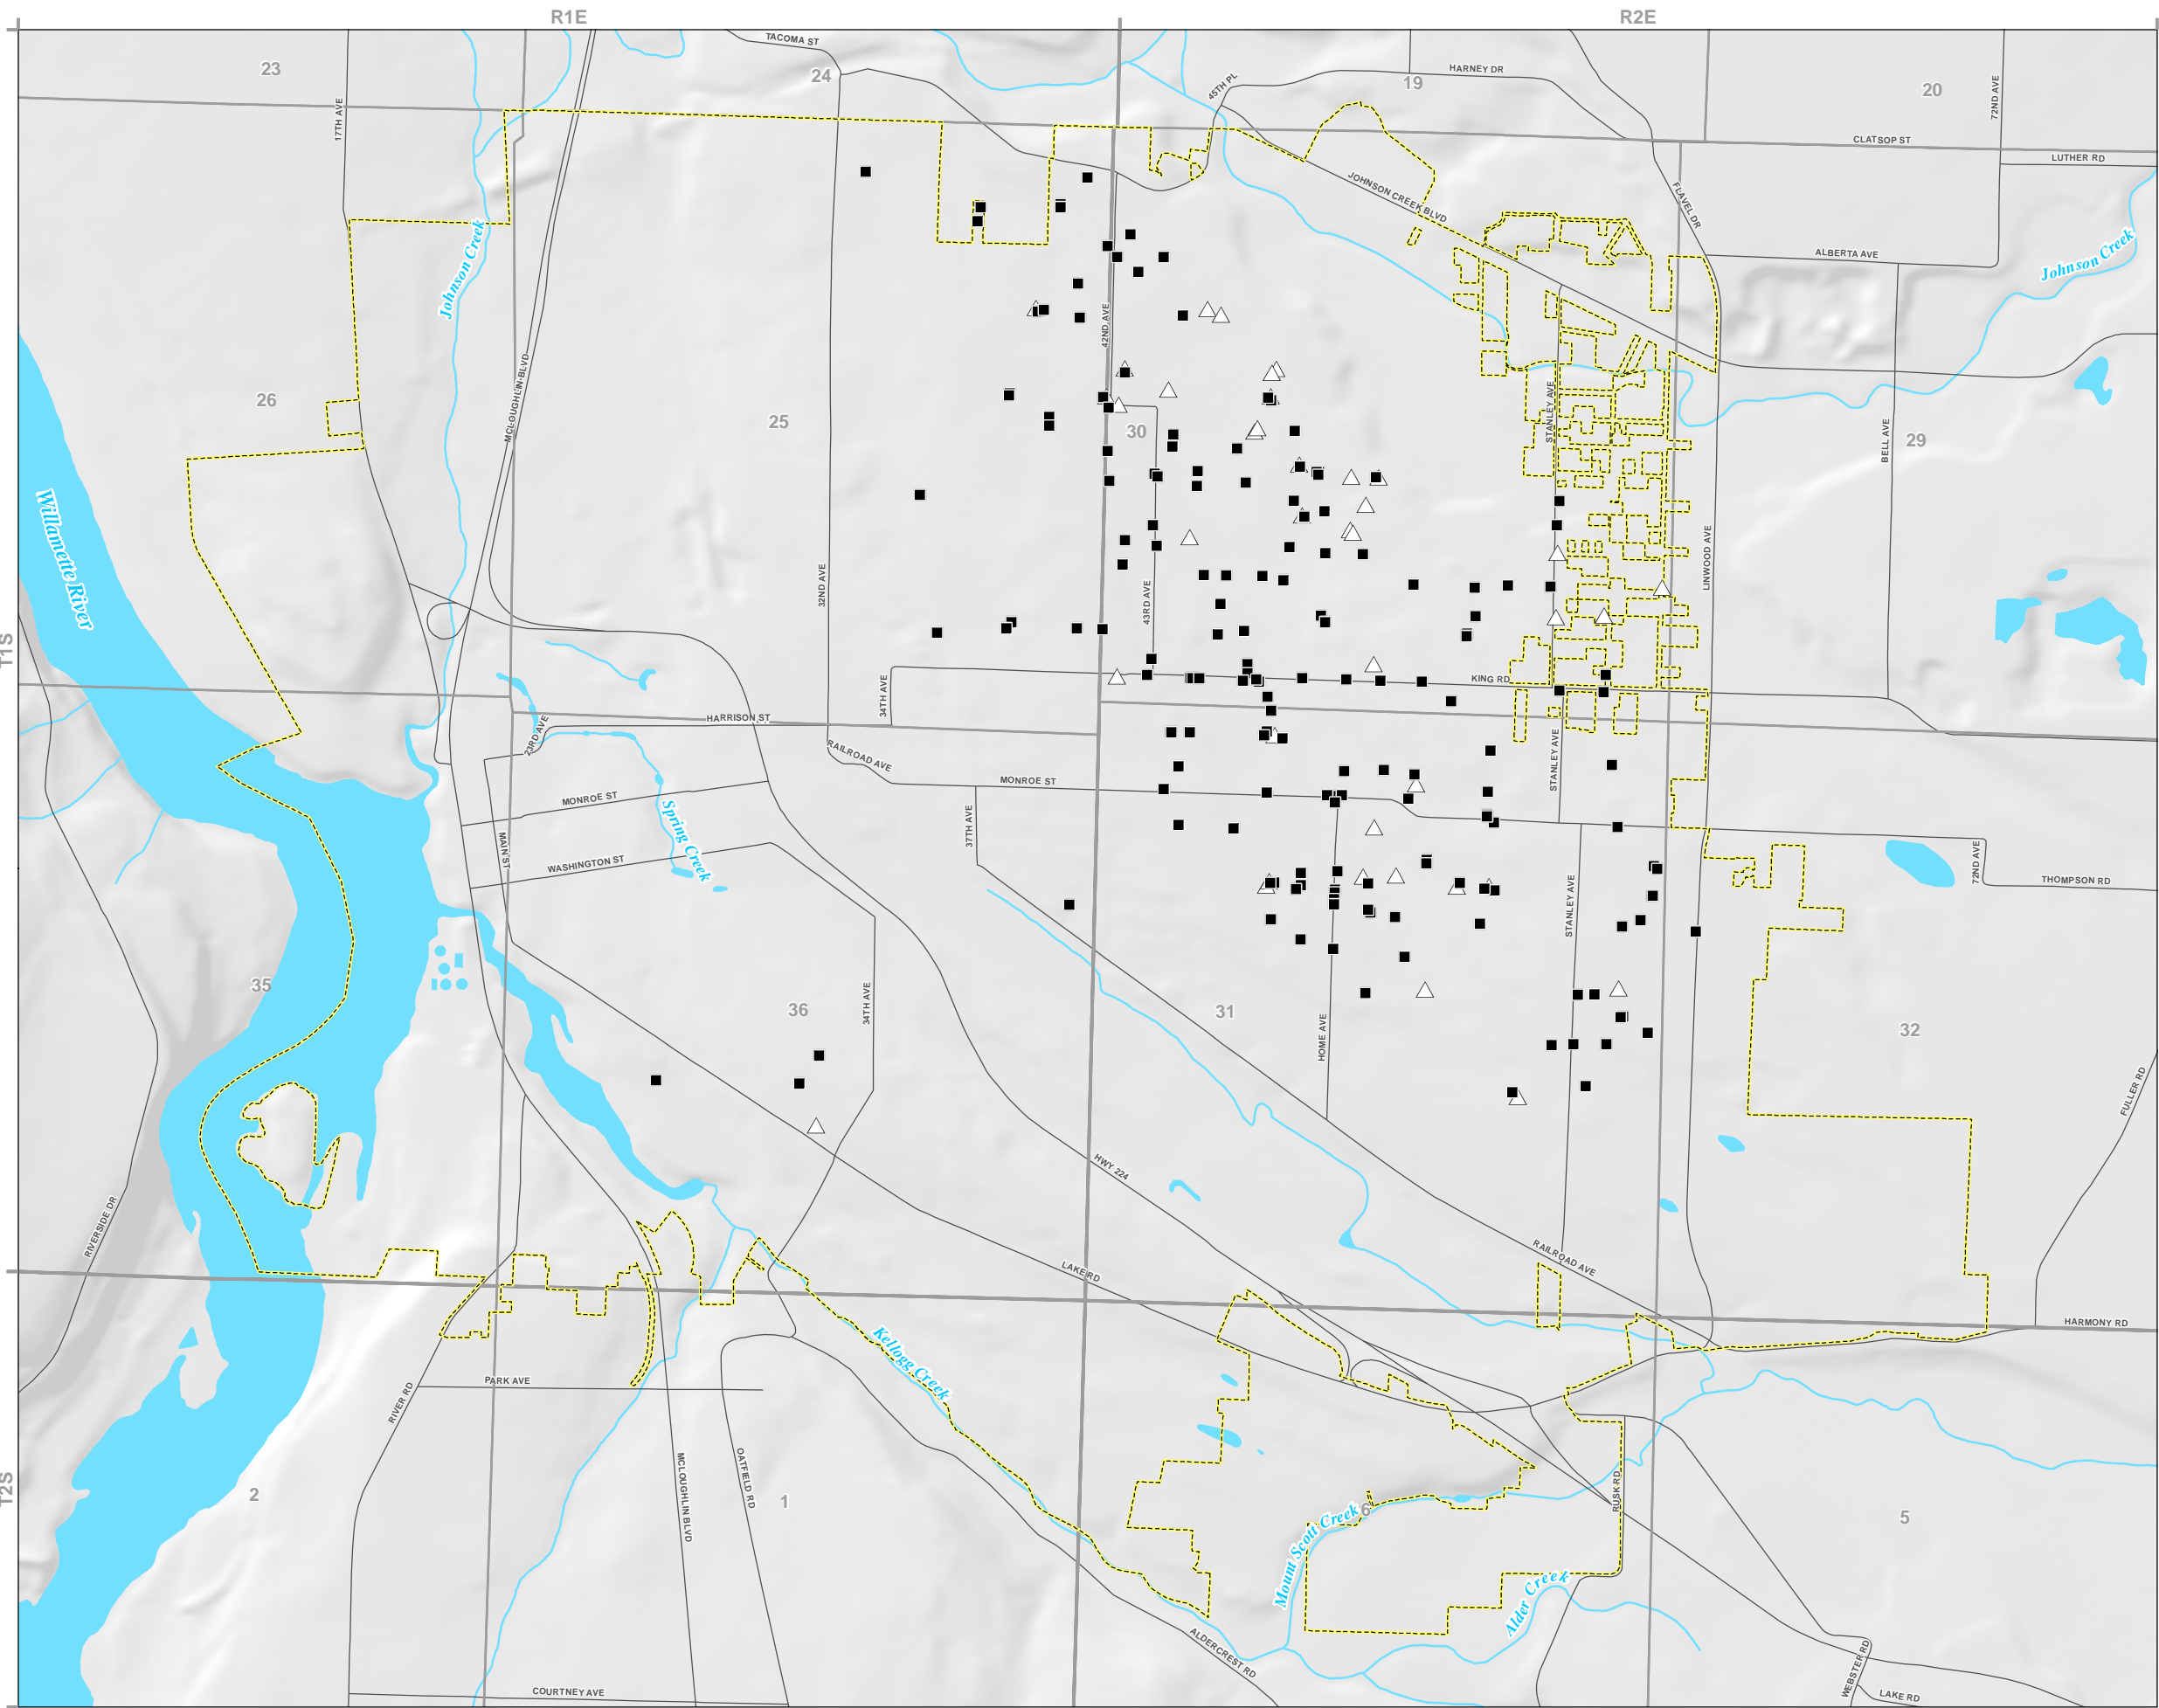 R1E
R2E
TACOMA ST
23
24
45TH PL
HARNEY DR
19
20
72ND AVE
17TH AVE
CLATSOP ST
LUTHER RD
JOHNSON CREEK BLVD
FLAVEL DR
Johnson Creek
ALBERTA AVE
Johnson Creek
42ND AVE
MCLOUGHLIN BLVD
26
25
30
STANLEY AVE
BELL AVE
29
Willamette River
32ND AVE
43RD AVE
LINWOOD AVE
T1S
34TH AVE
KING RD
HARRISON ST
23RD AVE
RAILROAD AVE
STANLEY AVE
MONROE ST
MONROE ST
37TH AVE
Spring Creek
MAIN ST
WASHINGTON ST
72ND AVE
THOMPSON RD
STANLEY AVE
35
36
34TH AVE
31
HOME AVE
32
FULLER RD
HWY 224
RIVERSIDE DR
LAKE RD
RAILROAD AVE
HARMONY RD
Kellogg Creek
PARK AVE
RIVER RD
MCLOUGHLIN BLVD
OATFIELD RD
T2S
2
1
6
RUSK RD
5
Mount Scott Creek
Alder Creek
ALDERCREST RD
WEBSTER RD
COURTNEY AVE
LAKE RD